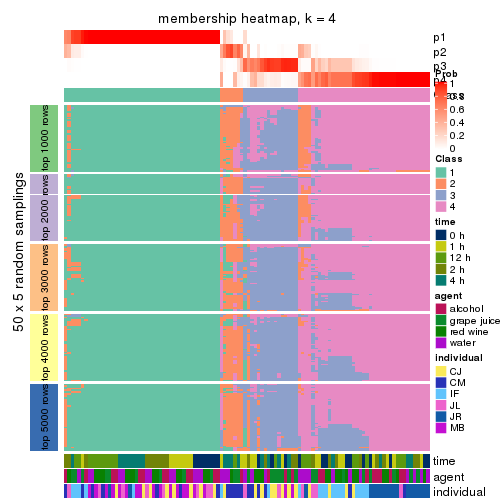 membership heatmap, k = 4
p1
p2
p3
p4
Prob
1
0.8
0.6
0.4
0.2
0
Class
Class
1
2
3
4
time
0 h
1 h
12 h
2 h
4 h
agent
alcohol
grape juice
red wine
water
individual
CJ
CM
IF
JL
JR
MB
50 x 5 random samplings
top 1000 rows
top 2000 rows
top 3000 rows
top 4000 rows
top 5000 rows
time
agent
individual